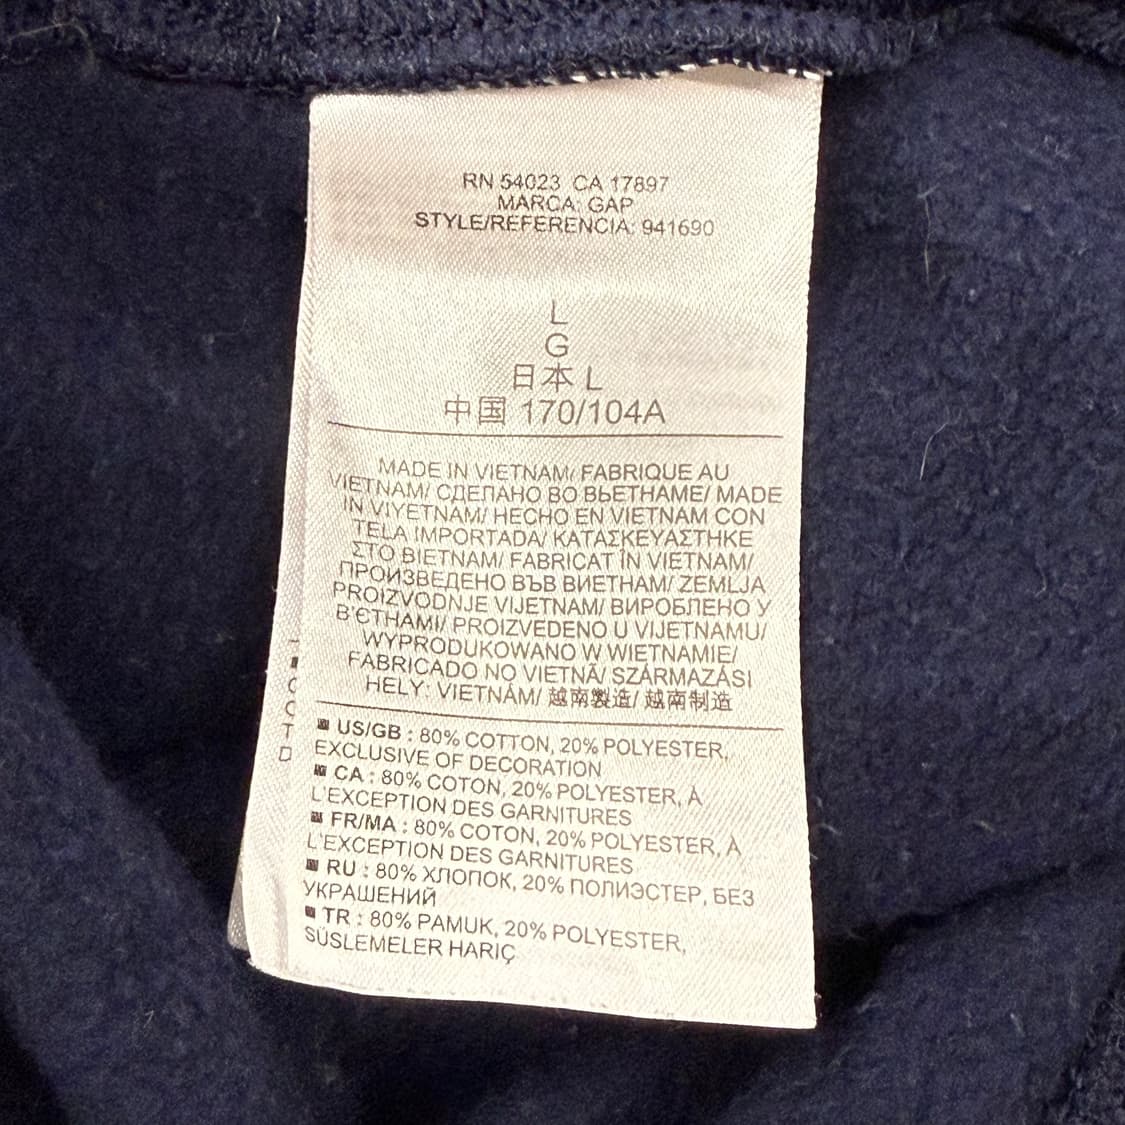 RN 54023 CA 17897
MARCA: GAP
STYLE/REFERENCIA: 941690
L
G
日本 L
中国 170/104A
MADE IN VIETNAM/ FABRIQUE AU
VIETNAM/ СДЕЛАНО ВО ВЬЕТНАМЕ/ MADE
IN VIYETNAM/ HECHO EN VIETNAM CON
TELA IMPORTADA/ ΚΑΤΑΣΚΕΥΑΣΤΗΚΕ
ΣΤΟ ΒΙΕΤΝΑΜ/ FABRICAT ÎN VIETNAM/
ПРОИЗВЕДЕНО ВЪВ ВИЕТНАМ/ ZEMLJA
PROIZVODNJE VIJETNAM/ ВИРОБЛЕНО У
В'ЄТНАМІ/ PROIZVEDENO U VIJETNAMU/
WYPRODUKOWANO W WIETNAMIE/
FABRICADO NO VIETNÃ/ SZÁRMAZÁSI
HELY: VIETNÁM/ 越南製造/ 越南制造
US/GB : 80% COTTON, 20% POLYESTER,
EXCLUSIVE OF DECORATION
CA : 80% COTON, 20% POLYESTER, À
L'EXCEPTION DES GARNITURES
FR/MA : 80% COTON, 20% POLYESTER, À
L'EXCEPTION DES GARNITURES
RU : 80% ХЛОПОК, 20% ПОЛИЭСТЕР, БЕЗ
УКРАШЕНИЙ
TR : 80% PAMUK, 20% POLYESTER,
SÜSLEMELER HARİÇ